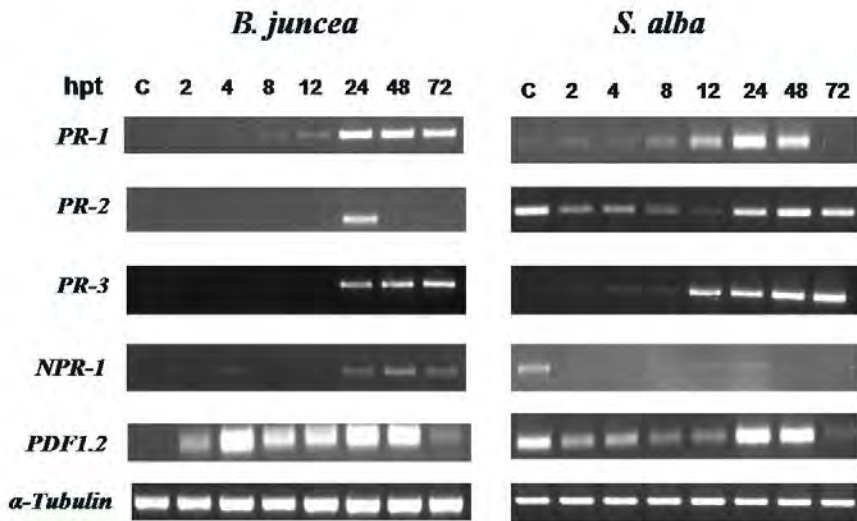 B. juncea S. alba
hpt C 2 4 8 12 24 48 72 C 2 4 8 12 24 48 72
PR-1
PR-2
PR-3
NPR-1
PDF1.2
α-Tubulin